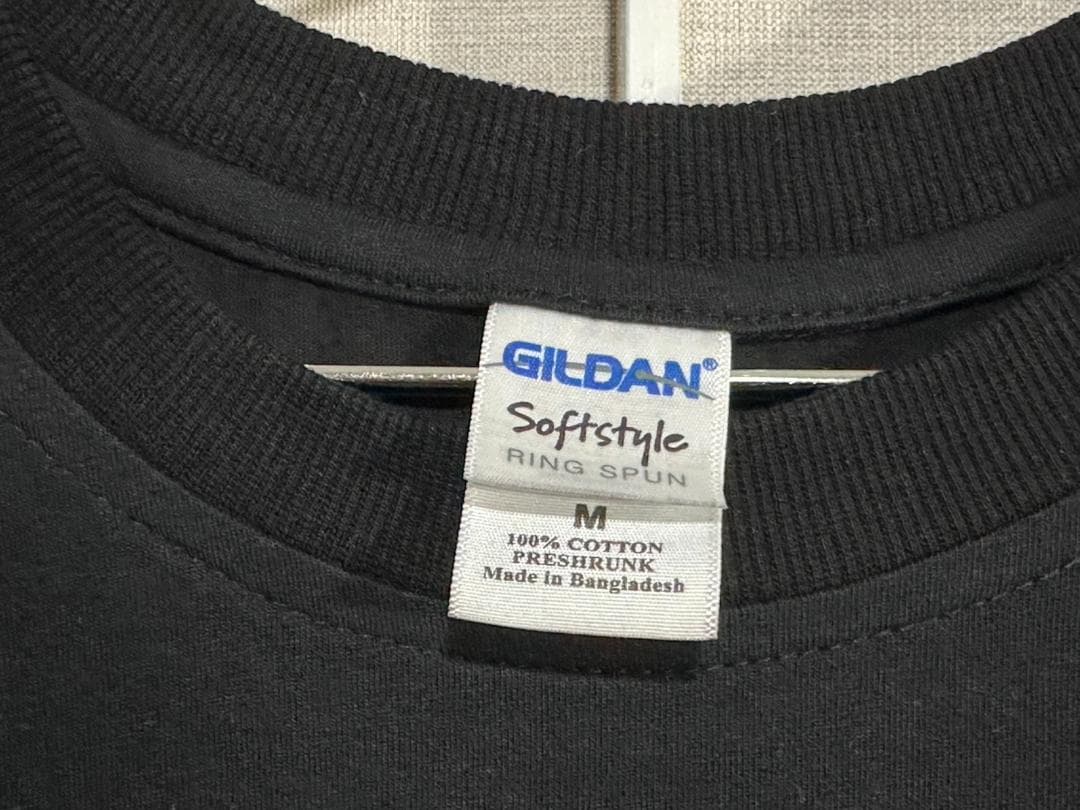 GILDAN®
Softstyle
RING SPUN
M
100% COTTON
PRESHRUNK
Made in Bangladesh